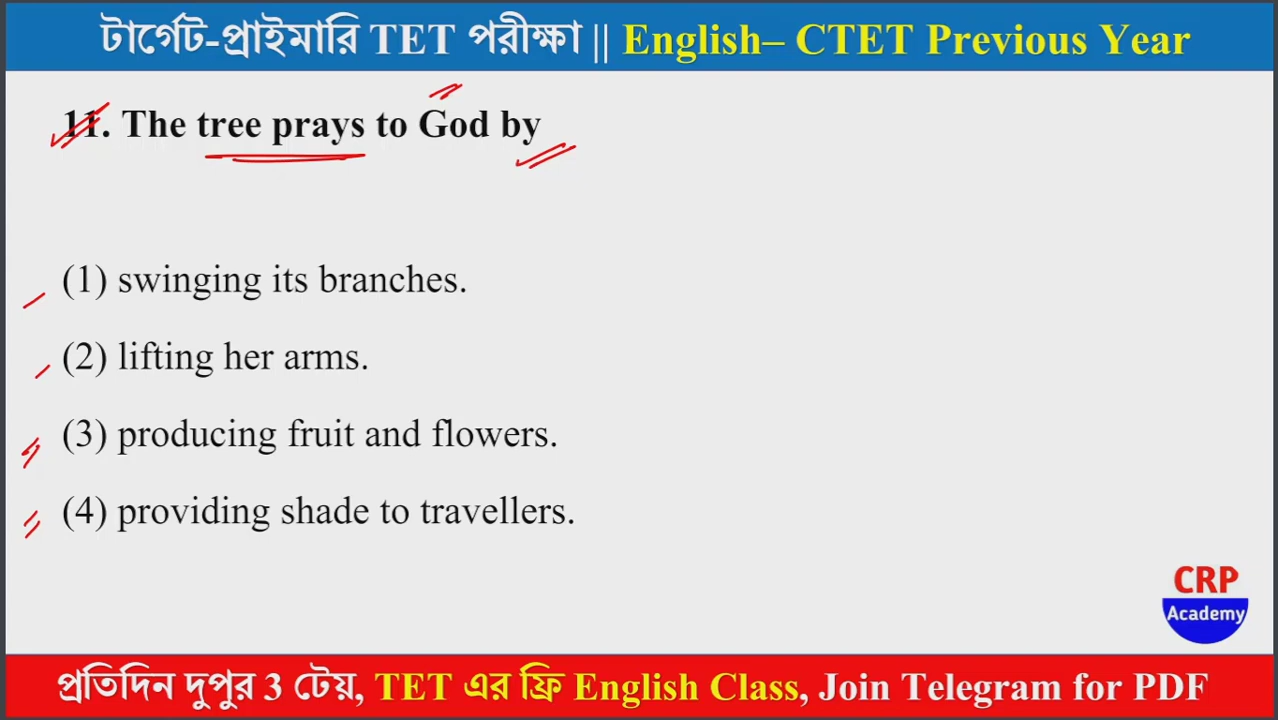 টার্গেট-প্রাইমারি TET পরীক্ষা || English– CTET Previous Year
11. The tree prays to God by
(1) swinging its branches.
(2) lifting her arms.
(3) producing fruit and flowers.
(4) providing shade to travellers.
CRP
Academy
প্রতিদিন দুপুর 3 টেয়, TET এর ফ্রি English Class, Join Telegram for PDF